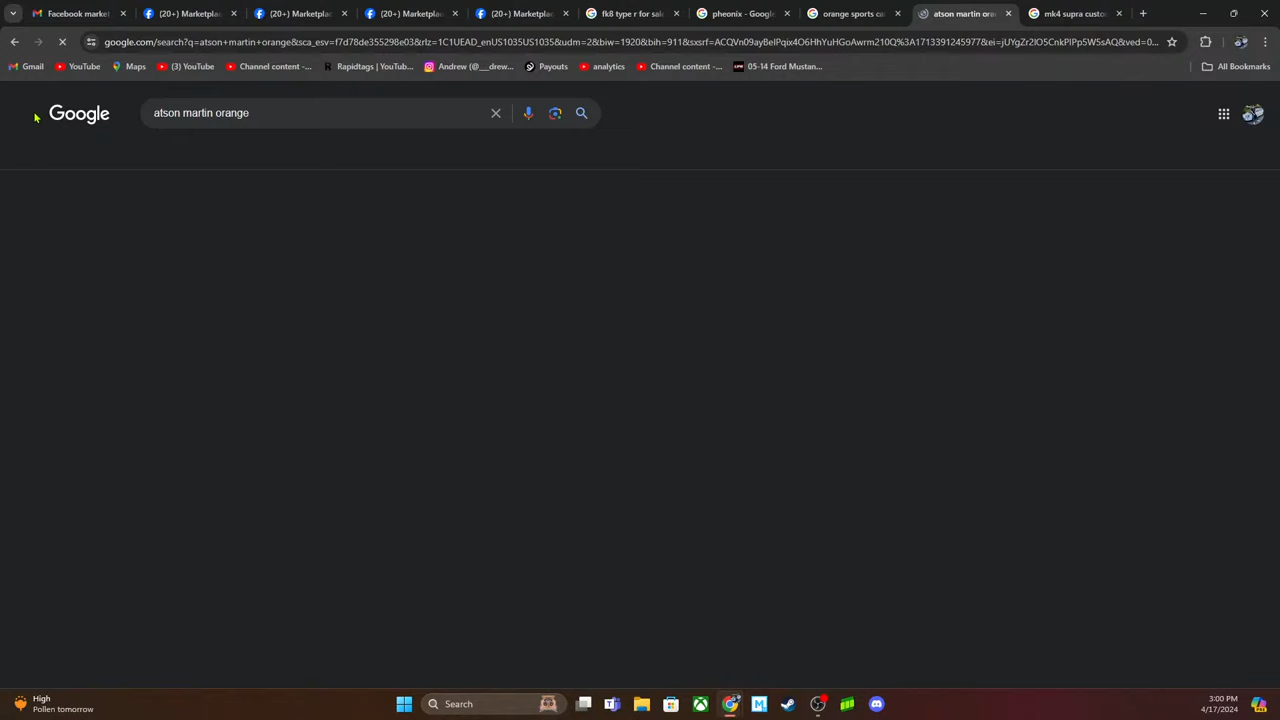 Facebook market
(20+) Marketplac
(20+) Marketplac
(20+) Marketplac
(20+) Marketplac
fk8 type r for sal
pheonix - Google
orange sports ca
atson martin ora
mk4 supra custo
google.com/search?q=atson+martin+orange&sca_esv=f7d78de355298e03&rlz=1C1UEAD_enUS1035US1035&udm=2&biw=1920&bih=911&sxsrf=ACQVn09ayBelPqix4O6HhYuHGoAwrm210Q%3A1713391245977&ei=jUYgZr2lO5CnkPIPp5W5sAQ&ved=0...
Gmail
YouTube
Maps
(3) YouTube
Channel content -...
Rapidtags | YouTub...
Andrew (@___drew...
Payouts
analytics
Channel content -...
05-14 Ford Mustan...
All Bookmarks
Google
atson martin orange
High
Pollen tomorrow
Search
3:00 PM
4/17/2024